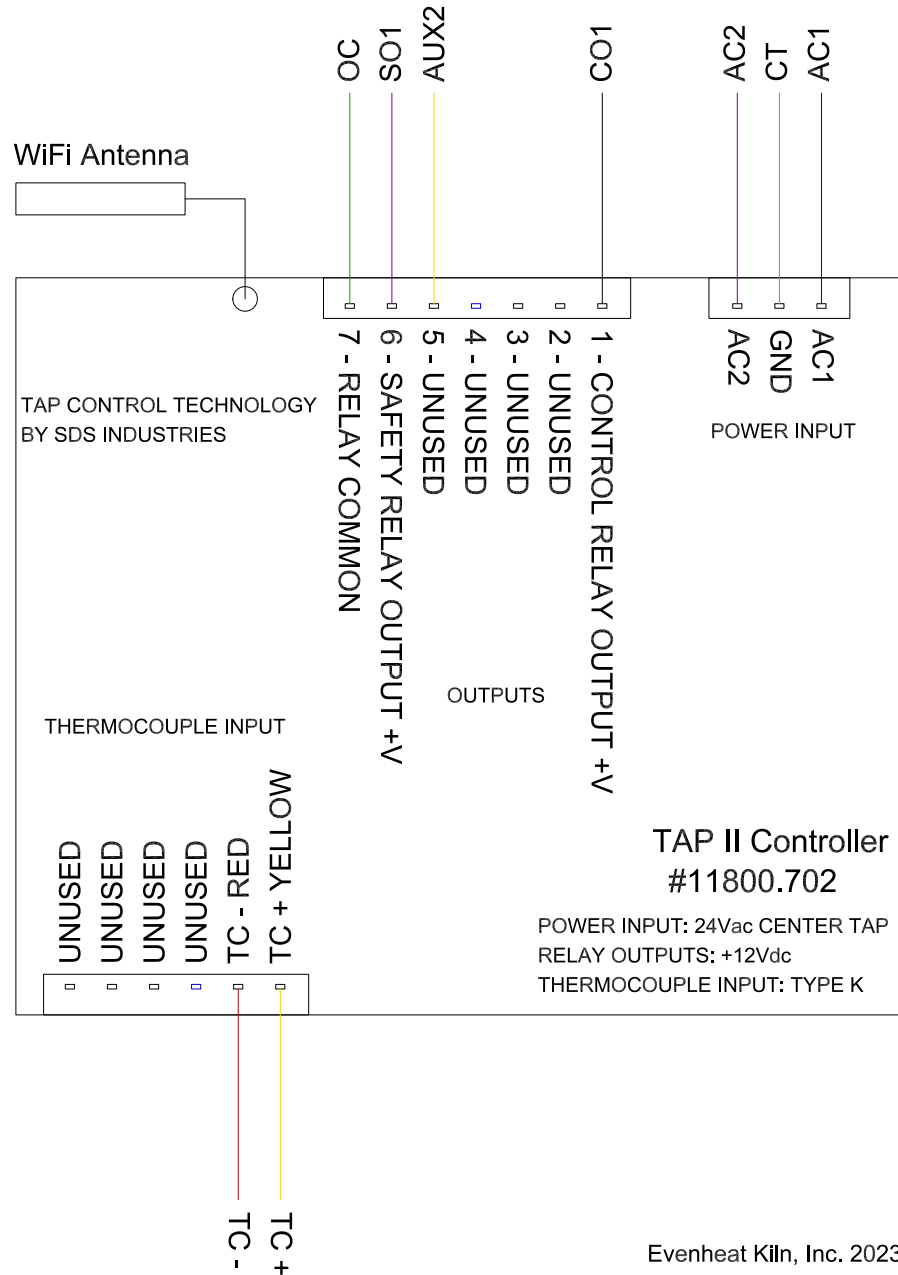 OC
SO1
AUX2
CO1
AC2
CT
AC1
WiFi Antenna
7 - RELAY COMMON
6 - SAFETY RELAY OUTPUT +V
5 - UNUSED
4 - UNUSED
3 - UNUSED
2 - UNUSED
1 - CONTROL RELAY OUTPUT +V
AC2
GND
AC1
POWER INPUT
TAP CONTROL TECHNOLOGY
BY SDS INDUSTRIES
OUTPUTS
THERMOCOUPLE INPUT
UNUSED
UNUSED
UNUSED
UNUSED
TC - RED
TC + YELLOW
TAP II Controller
#11800.702
POWER INPUT: 24Vac CENTER TAP
RELAY OUTPUTS: +12Vdc
THERMOCOUPLE INPUT: TYPE K
TC -
TC +
Evenheat Kiln, Inc. 2023